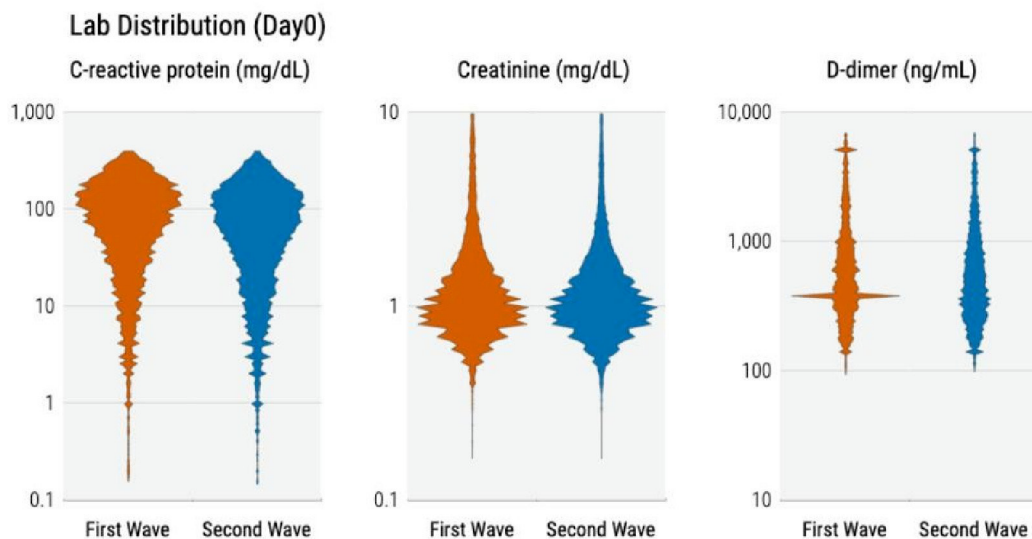 Lab Distribution (Day0)
C-reactive protein (mg/dL)
1,000
100
10
1
0.1
First Wave Second Wave
Creatinine (mg/dL)
10
1
0.1
First Wave Second Wave
D-dimer (ng/mL)
10,000
1,000
100
10
First Wave Second Wave